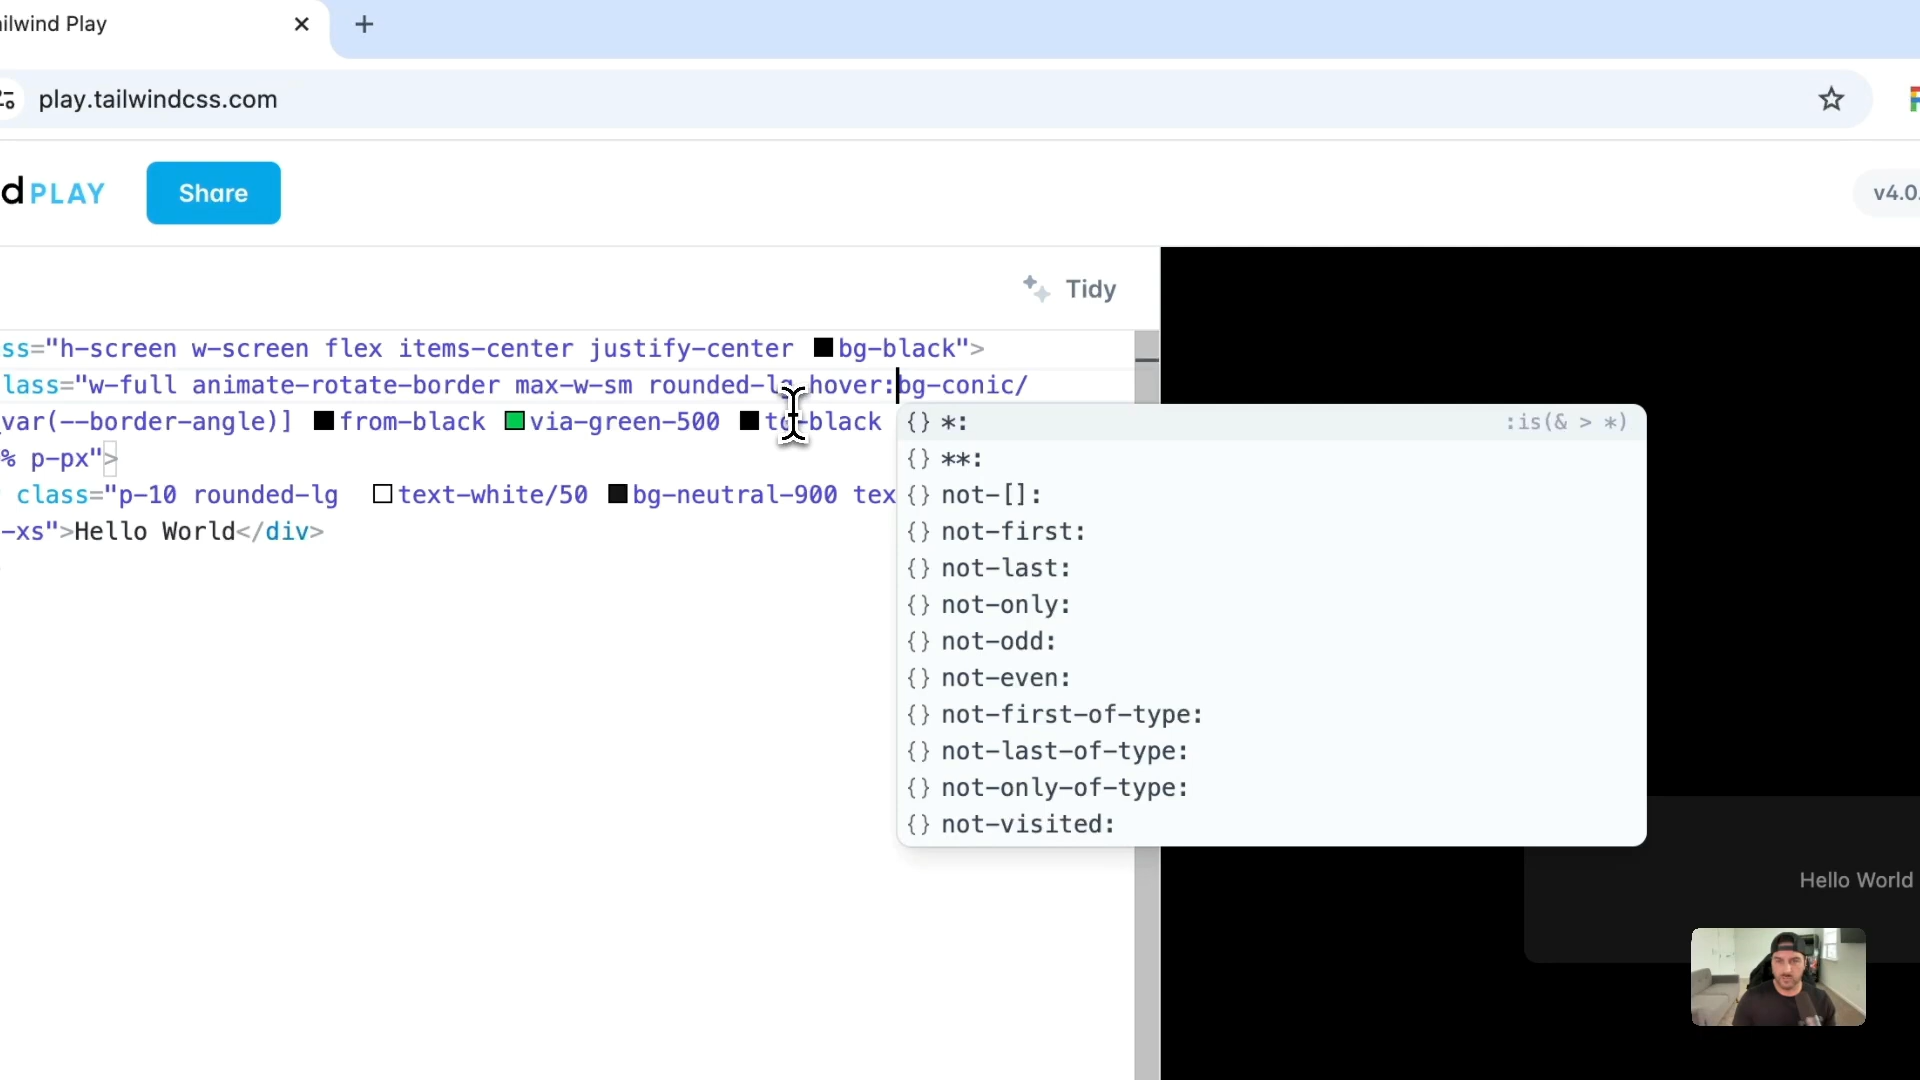 ilwind Play
play.tailwindcss.com
d PLAY
Share
v4.0.
Tidy
ss="h-screen w-screen flex items-center justify-center bg-black">
lass="w-full animate-rotate-border max-w-sm rounded-lg hover:bg-conic/
var(--border-angle)] from-black via-green-500 to-black
% p-px">
class="p-10 rounded-lg text-white/50 bg-neutral-900 tex
-xs">Hello World</div>
{} *: :is(& > *)
{} **:
{} not-[]:
{} not-first:
{} not-last:
{} not-only:
{} not-odd:
{} not-even:
{} not-first-of-type:
{} not-last-of-type:
{} not-only-of-type:
{} not-visited:
Hello World